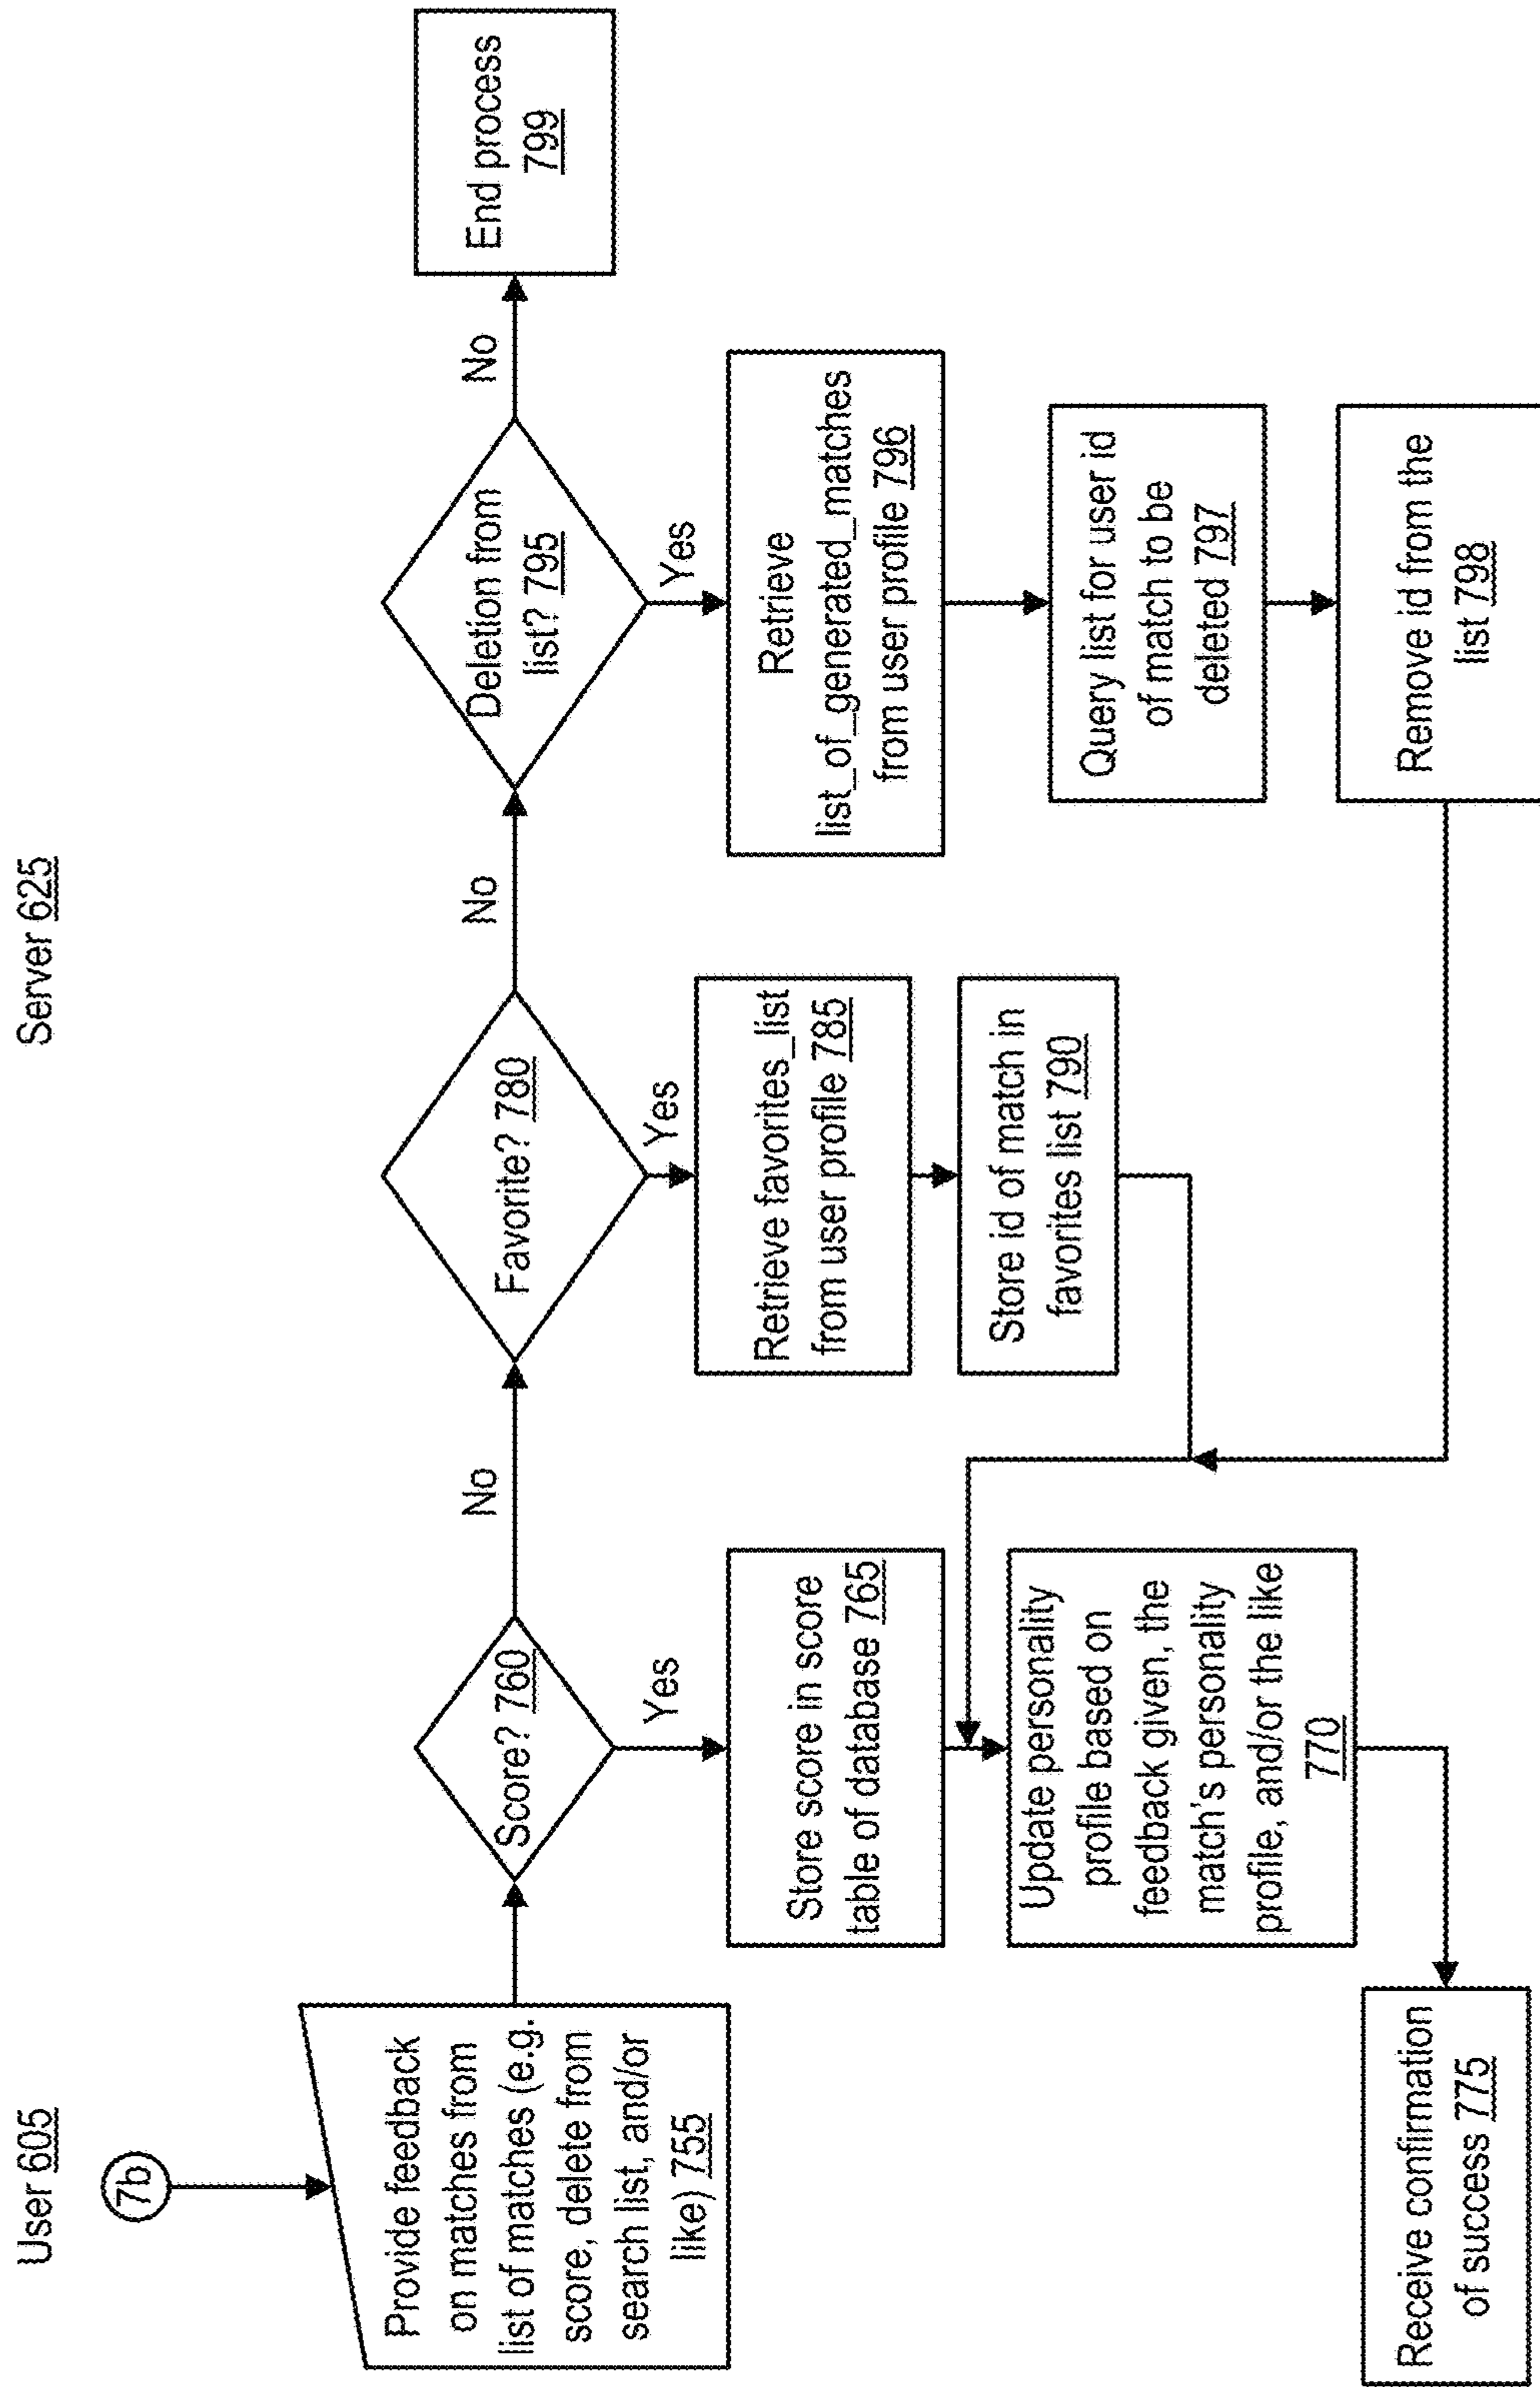 User 605
Server 625
7b
Provide feedback
on matches from
list of matches (e.g.
score, delete from
search list, and/or
like) 755
Score? 760
No
Favorite? 780
No
Deletion from
list? 795
No
End process
799
Yes
Store score in score
table of database 765
Update personality
profile based on
feedback given, the
match's personality
profile, and/or the like
770
Receive confirmation
of success 775
Yes
Retrieve favorites_list
from user profile 785
Store id of match in
favorites list 790
Yes
Retrieve
list_of_generated_matches
from user profile 796
Query list for user id
of match to be
deleted 797
Remove id from the
list 798